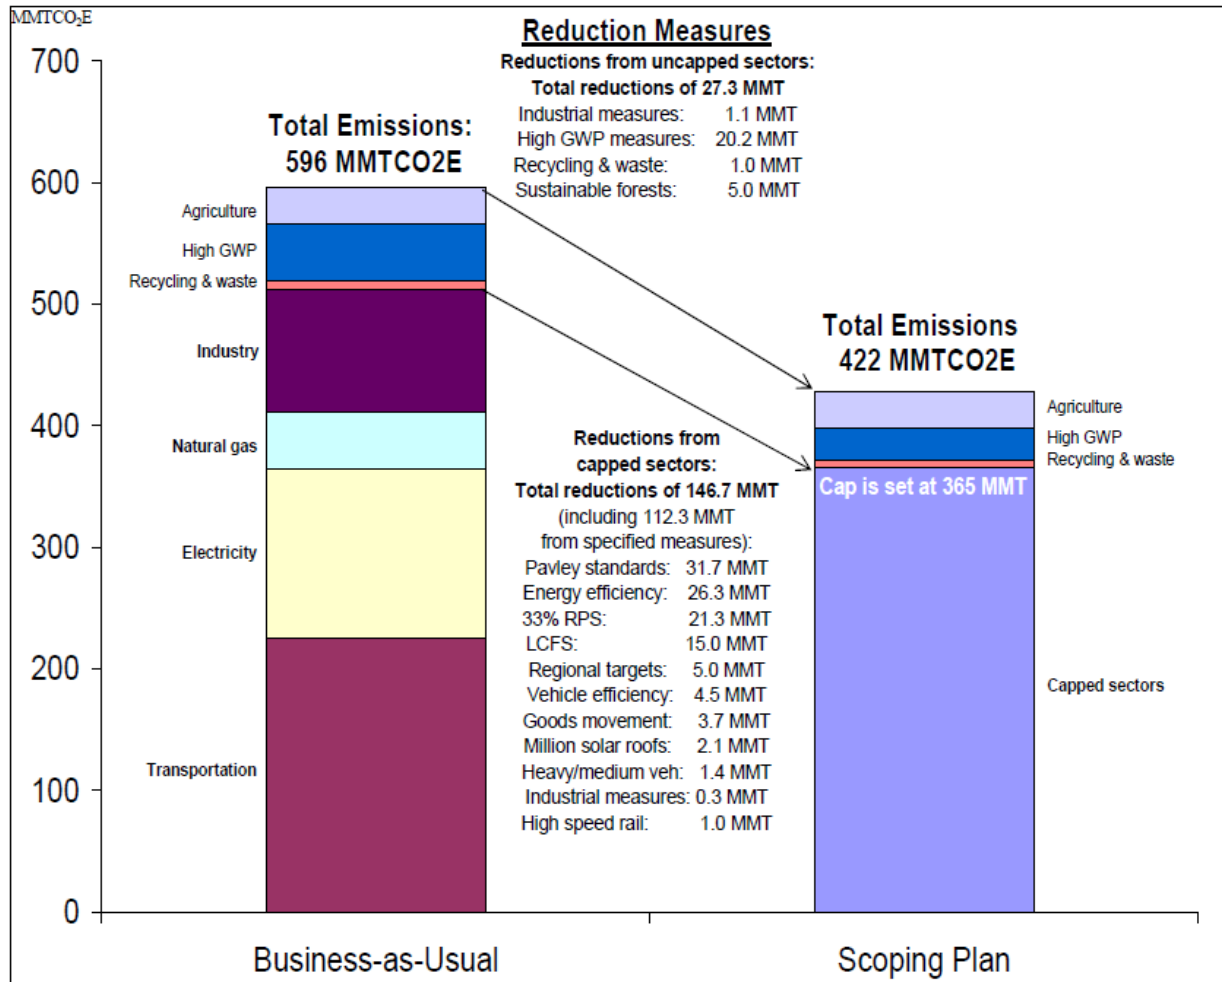 MMTCO₂E
Reduction Measures
Reductions from uncapped sectors:
Total reductions of 27.3 MMT
Industrial measures: 1.1 MMT
High GWP measures: 20.2 MMT
Recycling & waste: 1.0 MMT
Sustainable forests: 5.0 MMT
700
600
500
400
300
200
100
0
Total Emissions:
596 MMTCO2E
Agriculture
High GWP
Recycling & waste
Industry
Natural gas
Electricity
Transportation
Reductions from
capped sectors:
Total reductions of 146.7 MMT
(including 112.3 MMT
from specified measures):
Pavley standards: 31.7 MMT
Energy efficiency: 26.3 MMT
33% RPS: 21.3 MMT
LCFS: 15.0 MMT
Regional targets: 5.0 MMT
Vehicle efficiency: 4.5 MMT
Goods movement: 3.7 MMT
Million solar roofs: 2.1 MMT
Heavy/medium veh: 1.4 MMT
Industrial measures: 0.3 MMT
High speed rail: 1.0 MMT
Total Emissions
422 MMTCO2E
Agriculture
High GWP
Recycling & waste
Cap is set at 365 MMT
Capped sectors
Business-as-Usual
Scoping Plan